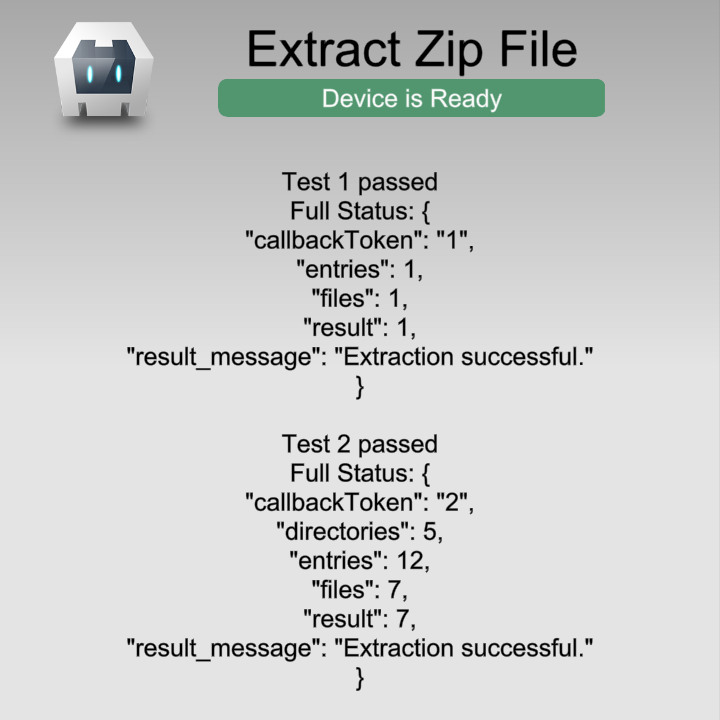 Extract Zip File
Device is Ready
Test 1 passed
Full Status: {
"callbackToken": "1",
"entries": 1,
"files": 1,
"result": 1,
"result_message": "Extraction successful."
}
Test 2 passed
Full Status: {
"callbackToken": "2",
"directories": 5,
"entries": 12,
"files": 7,
"result": 7,
"result_message": "Extraction successful."
}